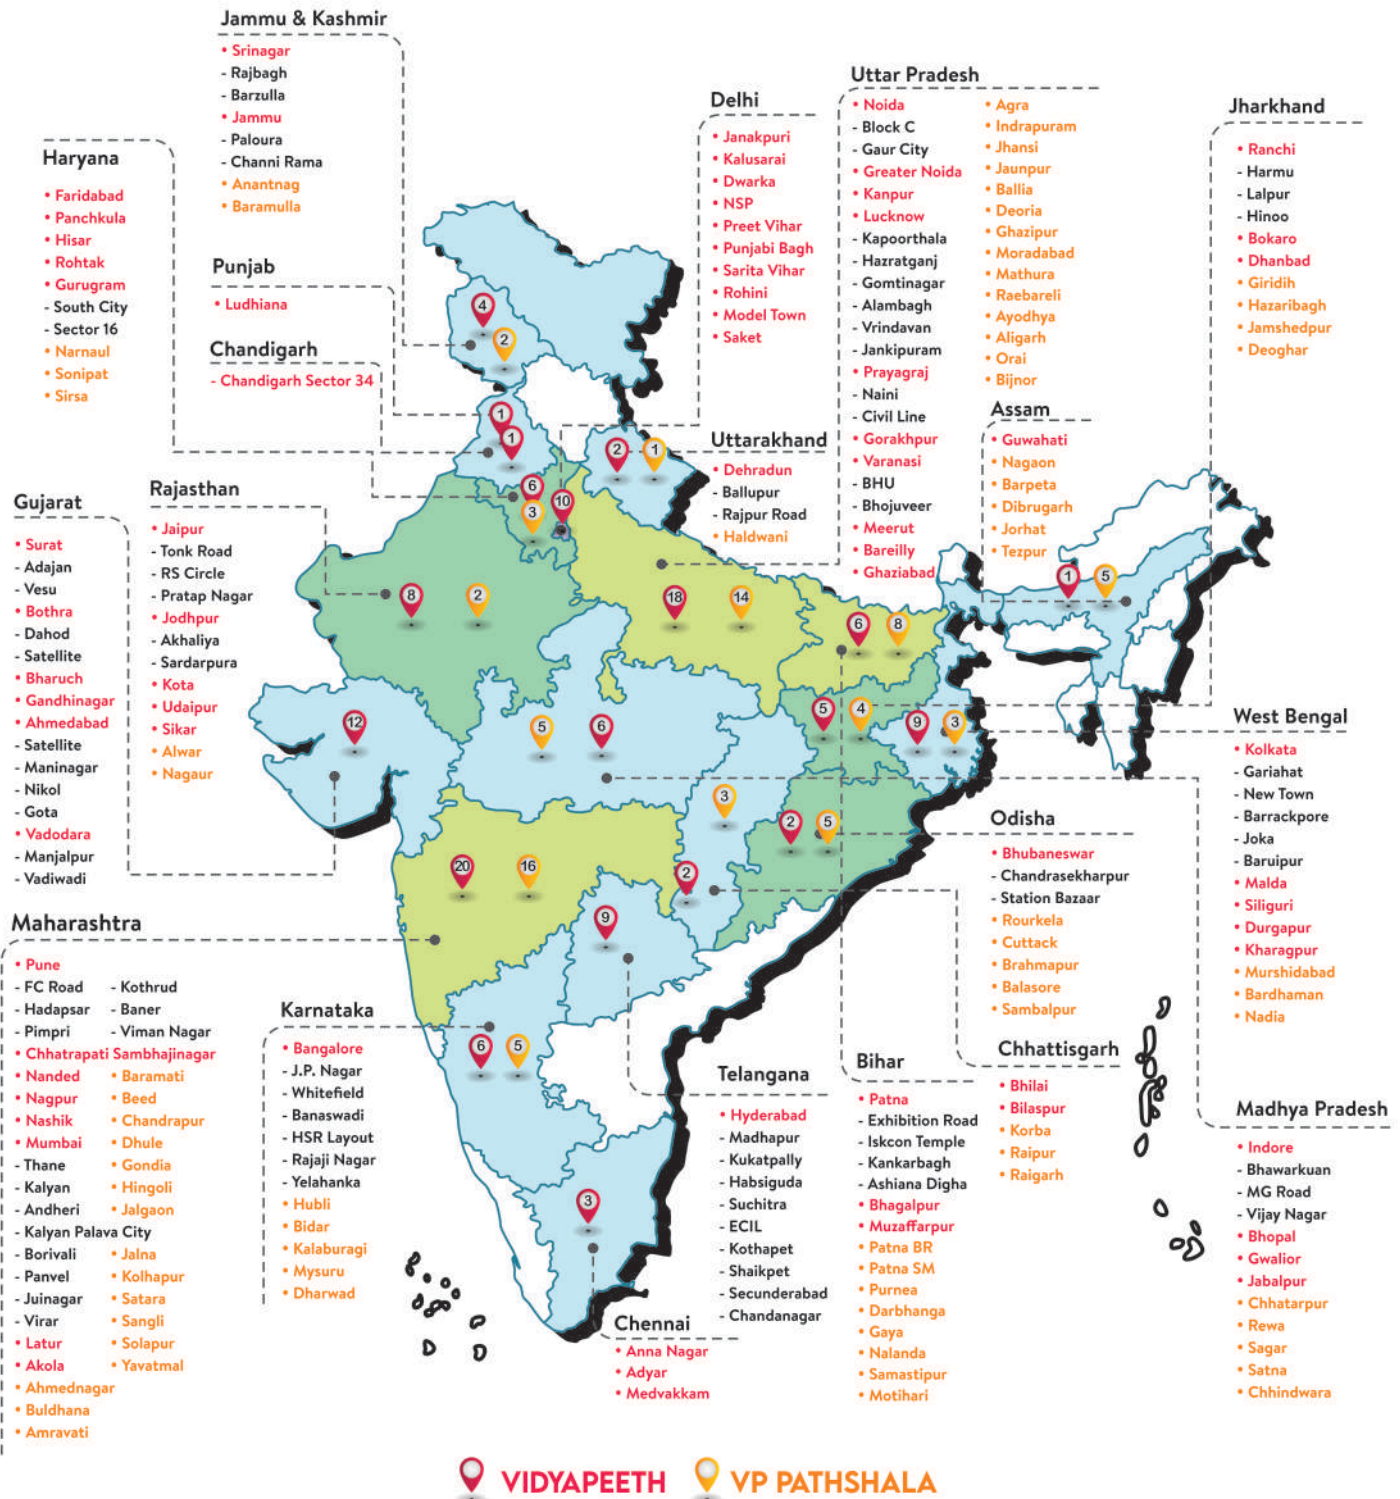 Jammu & Kashmir
• Srinagar
- Rajbagh
- Barzulla
• Jammu
- Paloura
- Channi Rama
• Anantnag
• Baramulla
Haryana
• Faridabad
• Panchkula
• Hisar
• Rohtak
• Gurugram
- South City
- Sector 16
• Narnaul
• Sonipat
• Sirsa
Punjab
• Ludhiana
Chandigarh
- Chandigarh Sector 34
Delhi
• Janakpuri
• Kalusarai
• Dwarka
• NSP
• Preet Vihar
• Punjabi Bagh
• Sarita Vihar
• Rohini
• Model Town
• Saket
Uttar Pradesh
• Noida
- Block C
- Gaur City
• Greater Noida
• Kanpur
• Lucknow
- Kapoorthala
- Hazratganj
- Gomtinagar
- Alambagh
- Vrindavan
- Jankipuram
• Prayagraj
- Naini
- Civil Line
• Gorakhpur
• Varanasi
- BHU
- Bhojuveer
• Meerut
• Bareilly
• Ghaziabad
• Agra
• Indrapuram
• Jhansi
• Jaunpur
• Ballia
• Deoria
• Ghazipur
• Moradabad
• Mathura
• Raebareli
• Ayodhya
• Aligarh
• Orai
• Bijnor
Jharkhand
• Ranchi
- Harmu
- Lalpur
- Hinoo
• Bokaro
• Dhanbad
• Giridih
• Hazaribagh
• Jamshedpur
• Deoghar
Assam
• Guwahati
• Nagaon
• Barpeta
• Dibrugarh
• Jorhat
• Tezpur
Uttarakhand
• Dehradun
- Ballupur
- Rajpur Road
• Haldwani
Gujarat
• Surat
- Adajan
- Vesu
• Bothra
- Dahod
- Satellite
• Bharuch
• Gandhinagar
• Ahmedabad
- Satellite
- Maninagar
- Nikol
- Gota
• Vadodara
- Manjalpur
- Vadiwadi
Rajasthan
• Jaipur
- Tonk Road
- RS Circle
- Pratap Nagar
• Jodhpur
- Akhaliya
- Sardarpura
• Kota
• Udaipur
• Sikar
• Alwar
• Nagaur
4
2
1
1
2 1
6
3
10
8 2
18 14
6 8
1 5
12
5 6
5 4
9 3
3
2 5
20 16
2
9
6 5
3
West Bengal
• Kolkata
- Gariahat
- New Town
- Barrackpore
- Joka
- Baruipur
• Malda
• Siliguri
• Durgapur
• Kharagpur
• Murshidabad
• Bardhaman
• Nadia
Odisha
• Bhubaneswar
- Chandrasekharpur
- Station Bazaar
• Rourkela
• Cuttack
• Brahmapur
• Balasore
• Sambalpur
Maharashtra
• Pune
- FC Road - Kothrud
- Hadapsar - Baner
- Pimpri - Viman Nagar
• Chhatrapati Sambhajinagar
• Nanded • Baramati
• Nagpur • Beed
• Nashik • Chandrapur
• Mumbai • Dhule
- Thane • Gondia
- Kalyan • Hingoli
- Andheri • Jalgaon
- Kalyan Palava City
- Borivali • Jalna
- Panvel • Kolhapur
- Juinagar • Satara
- Virar • Sangli
• Latur • Solapur
• Akola • Yavatmal
• Ahmednagar
• Buldhana
• Amravati
Karnataka
• Bangalore
- J.P. Nagar
- Whitefield
- Banaswadi
- HSR Layout
- Rajaji Nagar
- Yelahanka
• Hubli
• Bidar
• Kalaburagi
• Mysuru
• Dharwad
Telangana
• Hyderabad
- Madhapur
- Kukatpally
- Habsiguda
- Suchitra
- ECIL
- Kothapet
- Shaikpet
- Secunderabad
- Chandanagar
Chennai
• Anna Nagar
• Adyar
• Medvakkam
Bihar
• Patna
- Exhibition Road
- Iskcon Temple
- Kankarbagh
- Ashiana Digha
• Bhagalpur
• Muzaffarpur
• Patna BR
• Patna SM
• Purnea
• Darbhanga
• Gaya
• Nalanda
• Samastipur
• Motihari
Chhattisgarh
• Bhilai
• Bilaspur
• Korba
• Raipur
• Raigarh
Madhya Pradesh
• Indore
- Bhawarkuan
- MG Road
- Vijay Nagar
• Bhopal
• Gwalior
• Jabalpur
• Chhatarpur
• Rewa
• Sagar
• Satna
• Chhindwara
VIDYAPEETH VP PATHSHALA